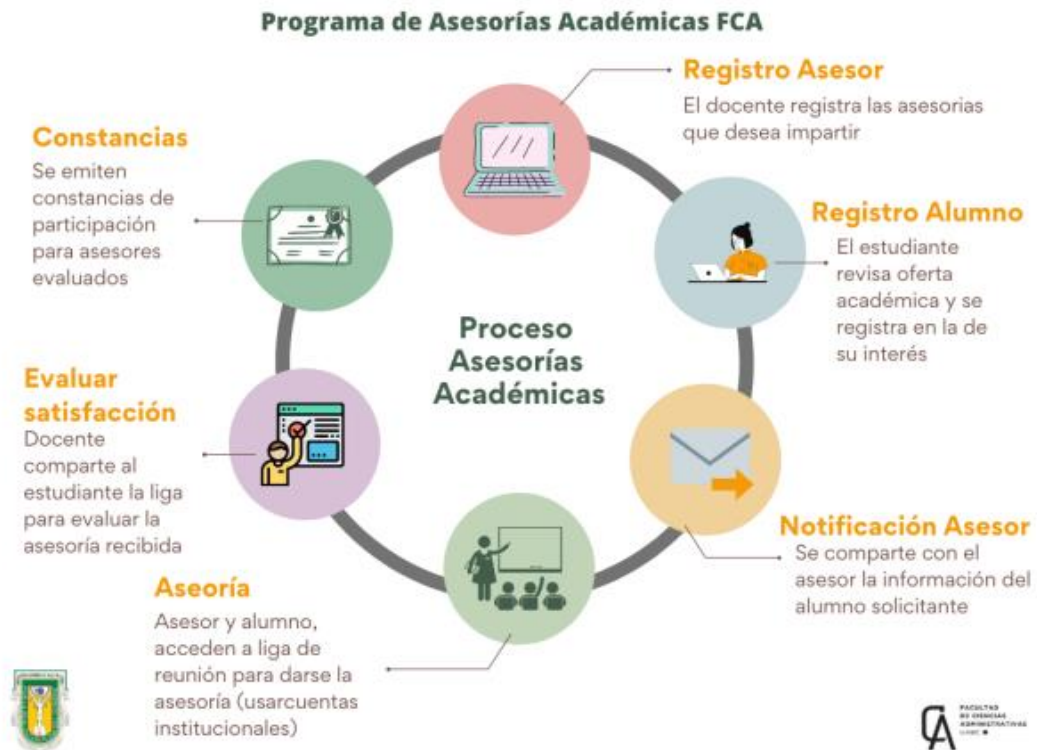 Programa de Asesorías Académicas FCA
Registro Asesor
El docente registra las asesorias
que desea impartir
Registro Alumno
El estudiante
revisa oferta
académica y se
registra en la de
su interés
Notificación Asesor
Se comparte con el
asesor la información del
alumno solicitante
Aseoría
Asesor y alumno,
acceden a liga de
reunión para darse la
asesoría (usarcuentas
institucionales)
Evaluar
satisfacción
Docente
comparte al
estudiante la liga
para evaluar la
asesoría recibida
Constancias
Se emiten
constancias de
participación
para asesores
evaluados
Proceso
Asesorías
Académicas
CA
FACULTAD
DE CIENCIAS
ADMINISTRATIVAS